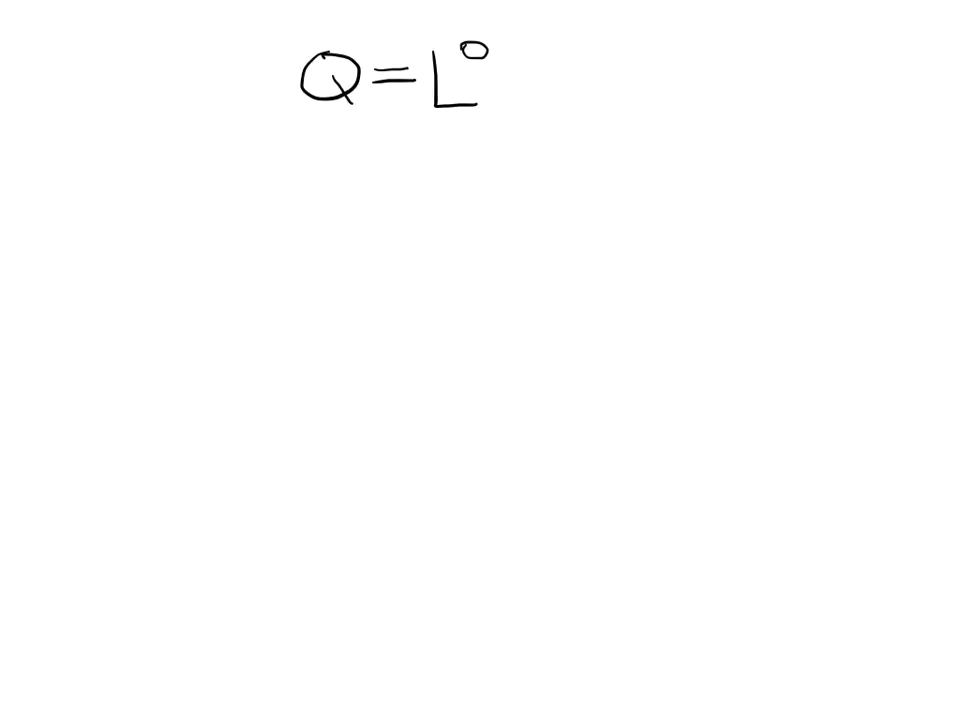 Q = L⁰